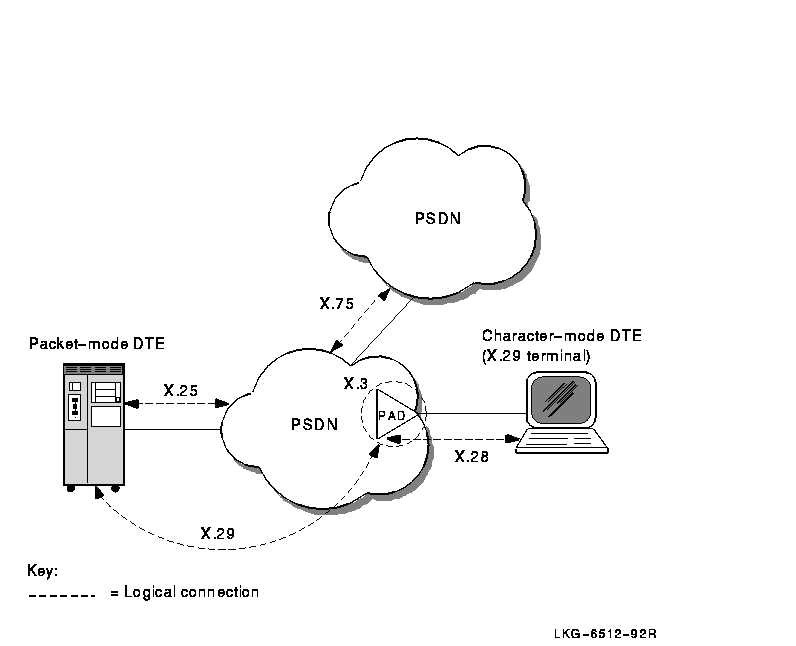 PSDN
X.75
Packet-mode DTE
Character-mode DTE
(X.29 terminal)
X.25
X.3
PSDN
PAD
X.28
X.29
Key:
= Logical connection
LKG-6512-92R